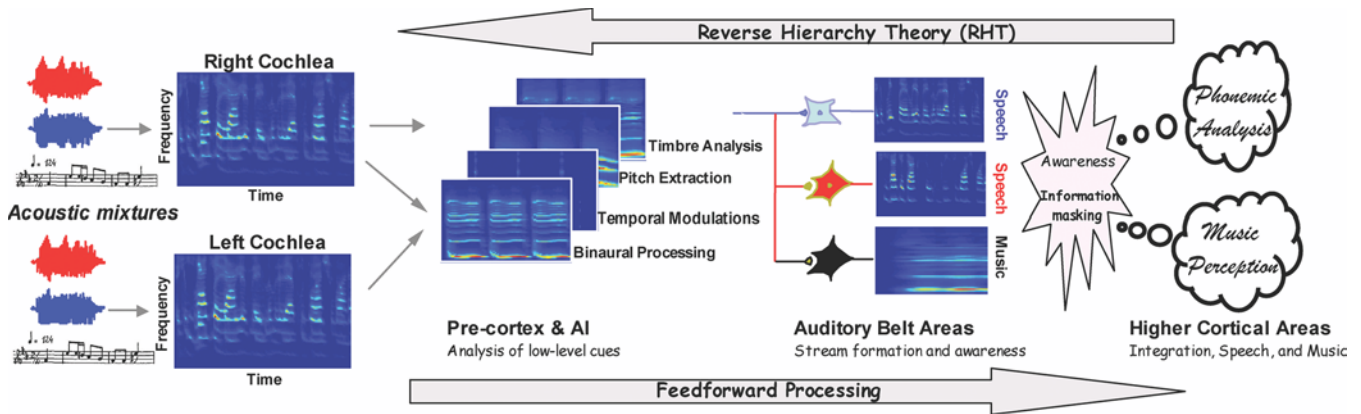 Reverse Hierarchy Theory (RHT)
Right Cochlea
Frequency
Time
♩ = 124
Acoustic mixtures
Left Cochlea
Frequency
Time
♩ = 124
Timbre Analysis
Pitch Extraction
Temporal Modulations
Binaural Processing
Pre-cortex & AI
Analysis of low-level cues
Speech
Speech
Music
Auditory Belt Areas
Stream formation and awareness
Awareness
Information
masking
Phonemic
Analysis
Music
Perception
Higher Cortical Areas
Integration, Speech, and Music
Feedforward Processing